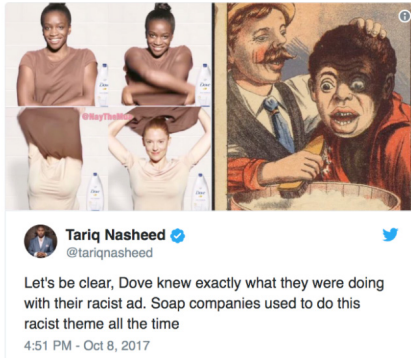 Tariq Nasheed
@tariqnasheed
Let's be clear, Dove knew exactly what they were doing
with their racist ad. Soap companies used to do this
racist theme all the time
4:51 PM - Oct 8, 2017